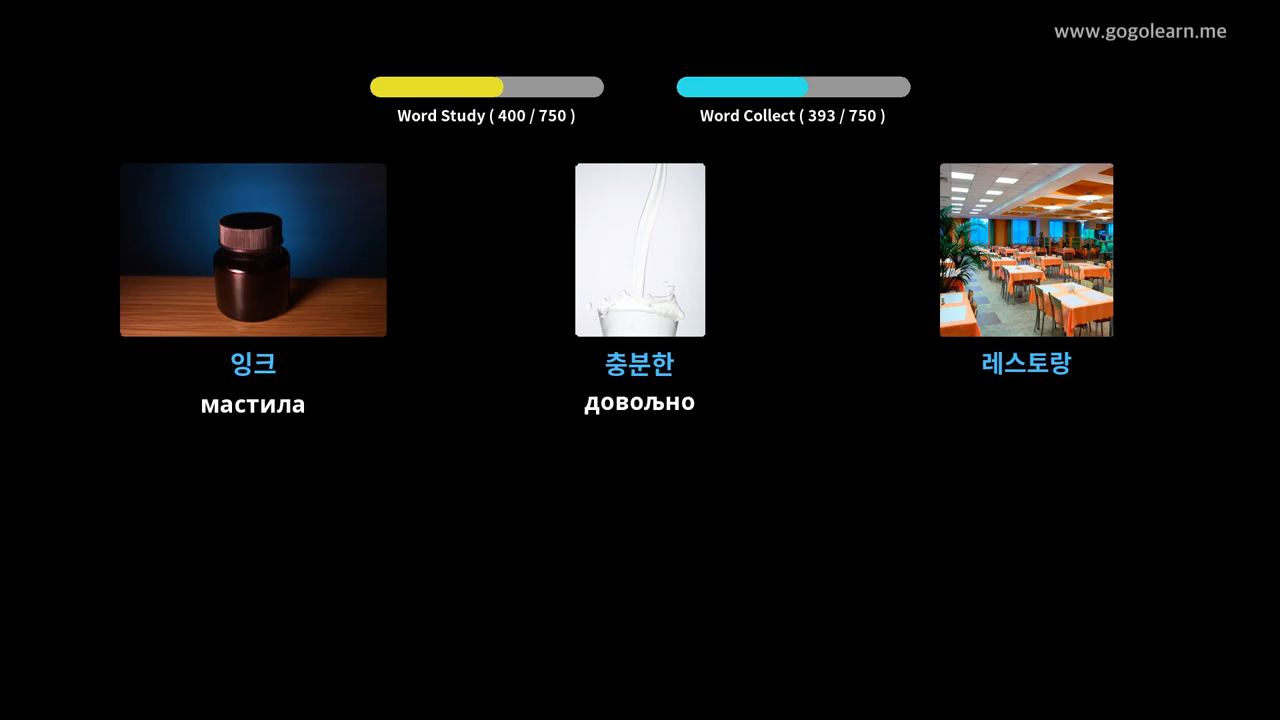 www.gogolearn.me
Word Study ( 400 / 750 )
Word Collect ( 393 / 750 )
잉크
мастила
충분한
довољно
레스토랑